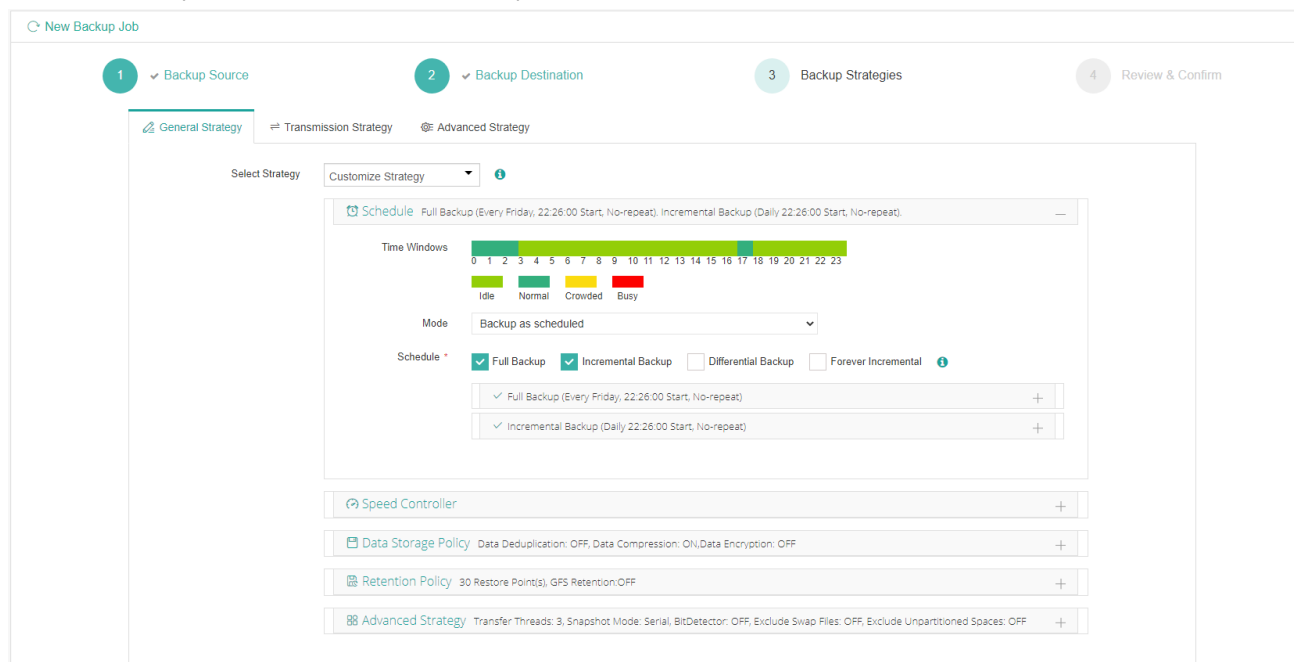 New Backup Job
1 Backup Source 2 Backup Destination 3 Backup Strategies 4 Review & Confirm
General Strategy Transmission Strategy Advanced Strategy
Select Strategy Customize Strategy
Schedule Full Backup (Every Friday, 22:26:00 Start, No-repeat). Incremental Backup (Daily 22:26:00 Start, No-repeat).
Time Windows
0 1 2 3 4 5 6 7 8 9 10 11 12 13 14 15 16 17 18 19 20 21 22 23
Idle Normal Crowded Busy
Mode Backup as scheduled
Schedule * Full Backup Incremental Backup Differential Backup Forever Incremental
Full Backup (Every Friday, 22:26:00 Start, No-repeat)
Incremental Backup (Daily 22:26:00 Start, No-repeat)
Speed Controller
Data Storage Policy Data Deduplication: OFF, Data Compression: ON,Data Encryption: OFF
Retention Policy 30 Restore Point(s), GFS Retention:OFF
Advanced Strategy Transfer Threads: 3, Snapshot Mode: Serial, BitDetector: OFF, Exclude Swap Files: OFF, Exclude Unpartitioned Spaces: OFF